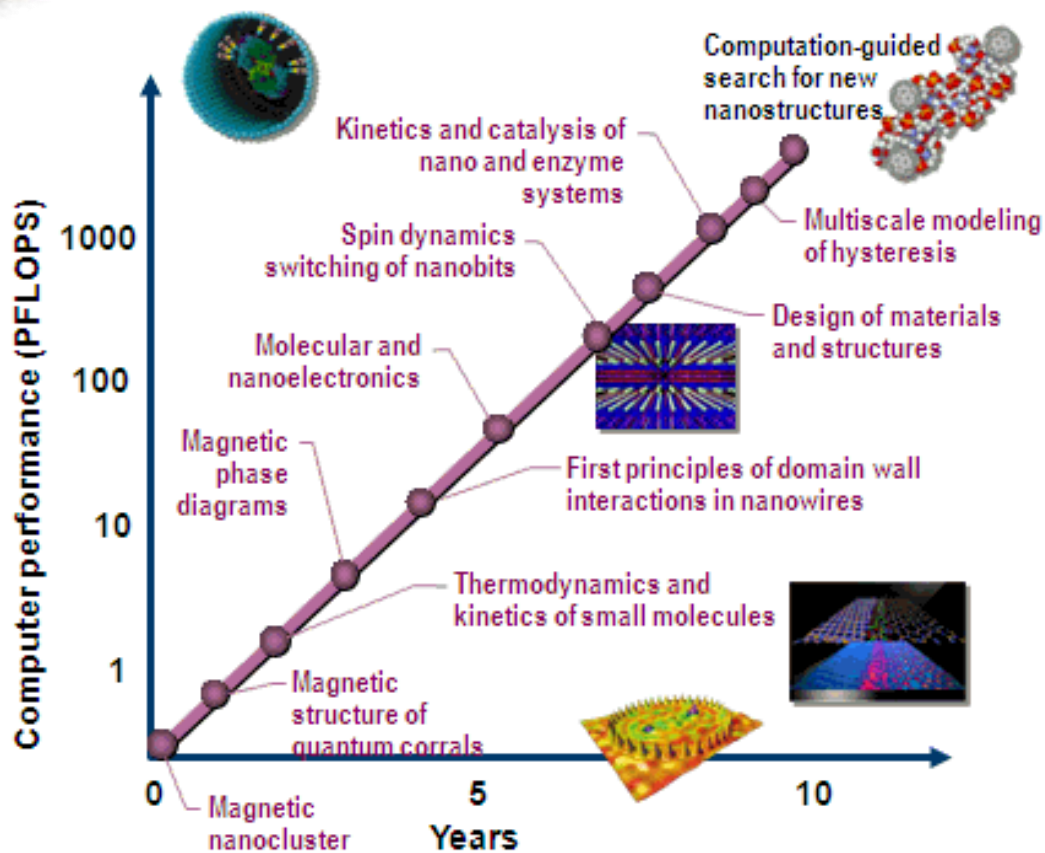 Computation-guided
search for new
nanostructures
Kinetics and catalysis of
nano and enzyme
systems
Multiscale modeling
of hysteresis
Spin dynamics
switching of nanobits
Design of materials
and structures
Molecular and
nanoelectronics
Magnetic
phase
diagrams
First principles of domain wall
interactions in nanowires
Thermodynamics and
kinetics of small molecules
Magnetic
structure of
quantum corrals
Magnetic
nanocluster
Computer performance (PFLOPS)
1000
100
10
1
0
5
10
Years